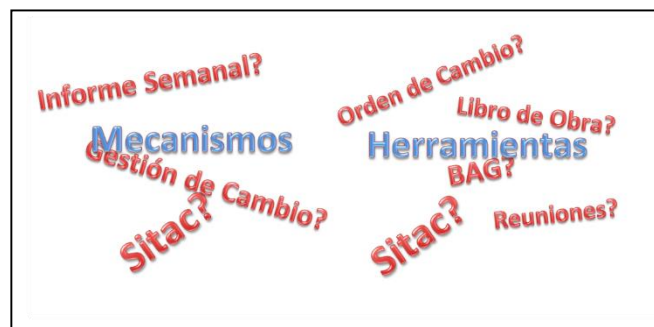 Informe Semanal?
Mecanismos
Gestión de Cambio?
Sitac?
Orden de Cambio?
Libro de Obra?
Herramientas
BAG?
Sitac?
Reuniones?